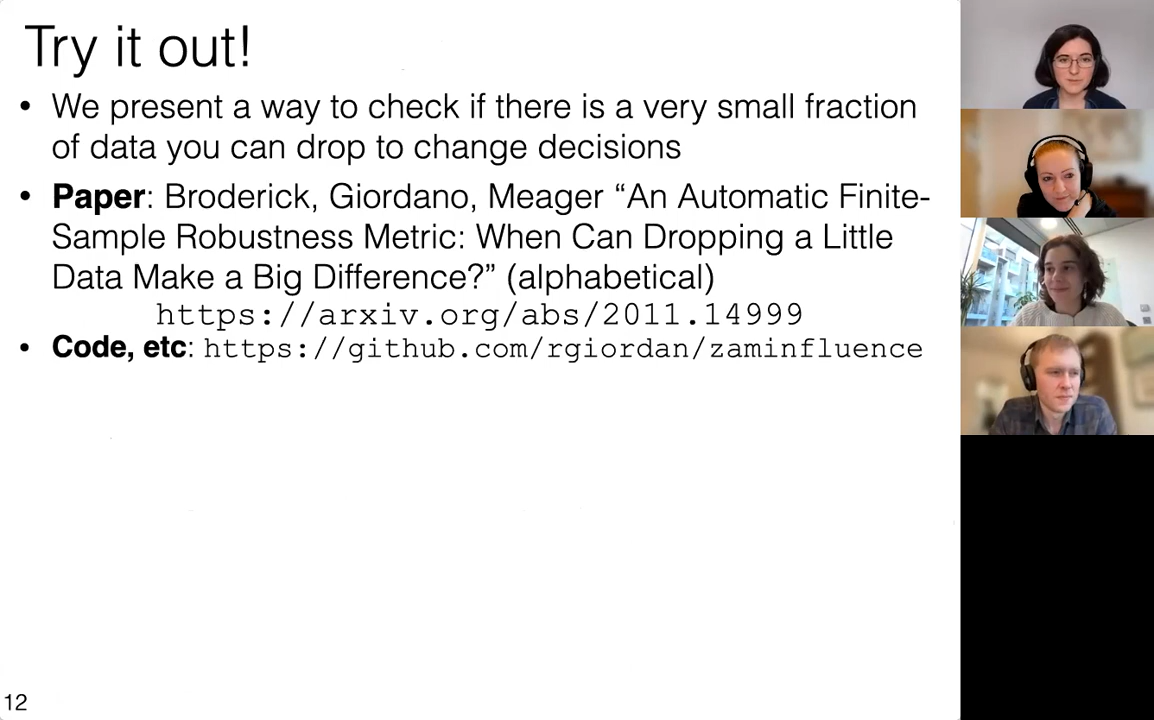 Try it out!
• We present a way to check if there is a very small fraction
of data you can drop to change decisions
• Paper: Broderick, Giordano, Meager “An Automatic Finite-
Sample Robustness Metric: When Can Dropping a Little
Data Make a Big Difference?” (alphabetical)
https://arxiv.org/abs/2011.14999
• Code, etc: https://github.com/rgiordan/zaminfluence
12